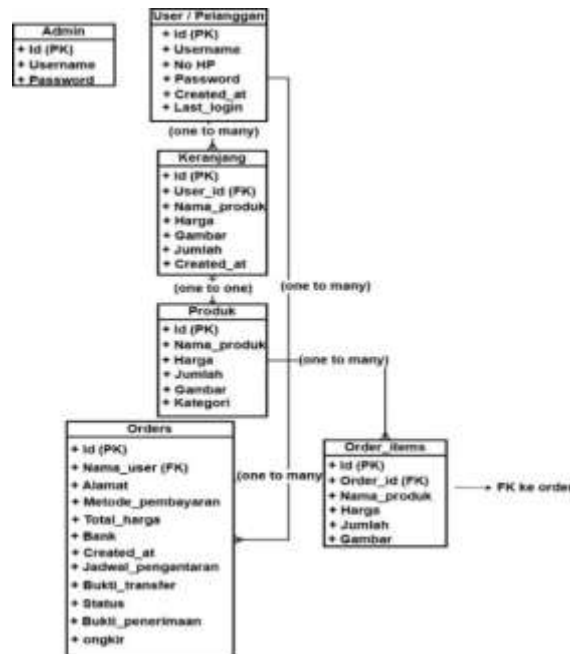 Admin
+ Id (PK)
+ Username
+ Password
User / Pelanggan
+ Id (PK)
+ Username
+ No HP
+ Password
+ Created_at
+ Last_login
(one to many)
Keranjang
+ Id (PK)
+ User_id (FK)
+ Nama_produk
+ Harga
+ Gambar
+ Jumlah
+ Created_at
(one to one)
(one to many)
Produk
+ Id (PK)
+ Nama_produk
+ Harga
+ Jumlah
+ Gambar
+ Kategori
(one to many)
Orders
+ Id (PK)
+ Nama_user (FK)
+ Alamat
+ Metode_pembayaran
+ Total_harga
+ Bank
+ Created_at
+ Jadwal_pengantaran
+ Bukti_transfer
+ Status
+ Bukti_penerimaan
+ ongkir
(one to many
Order_items
+ Id (PK)
+ Order_id (FK)
+ Nama_produk
+ Harga
+ Jumlah
+ Gambar
FK ke order